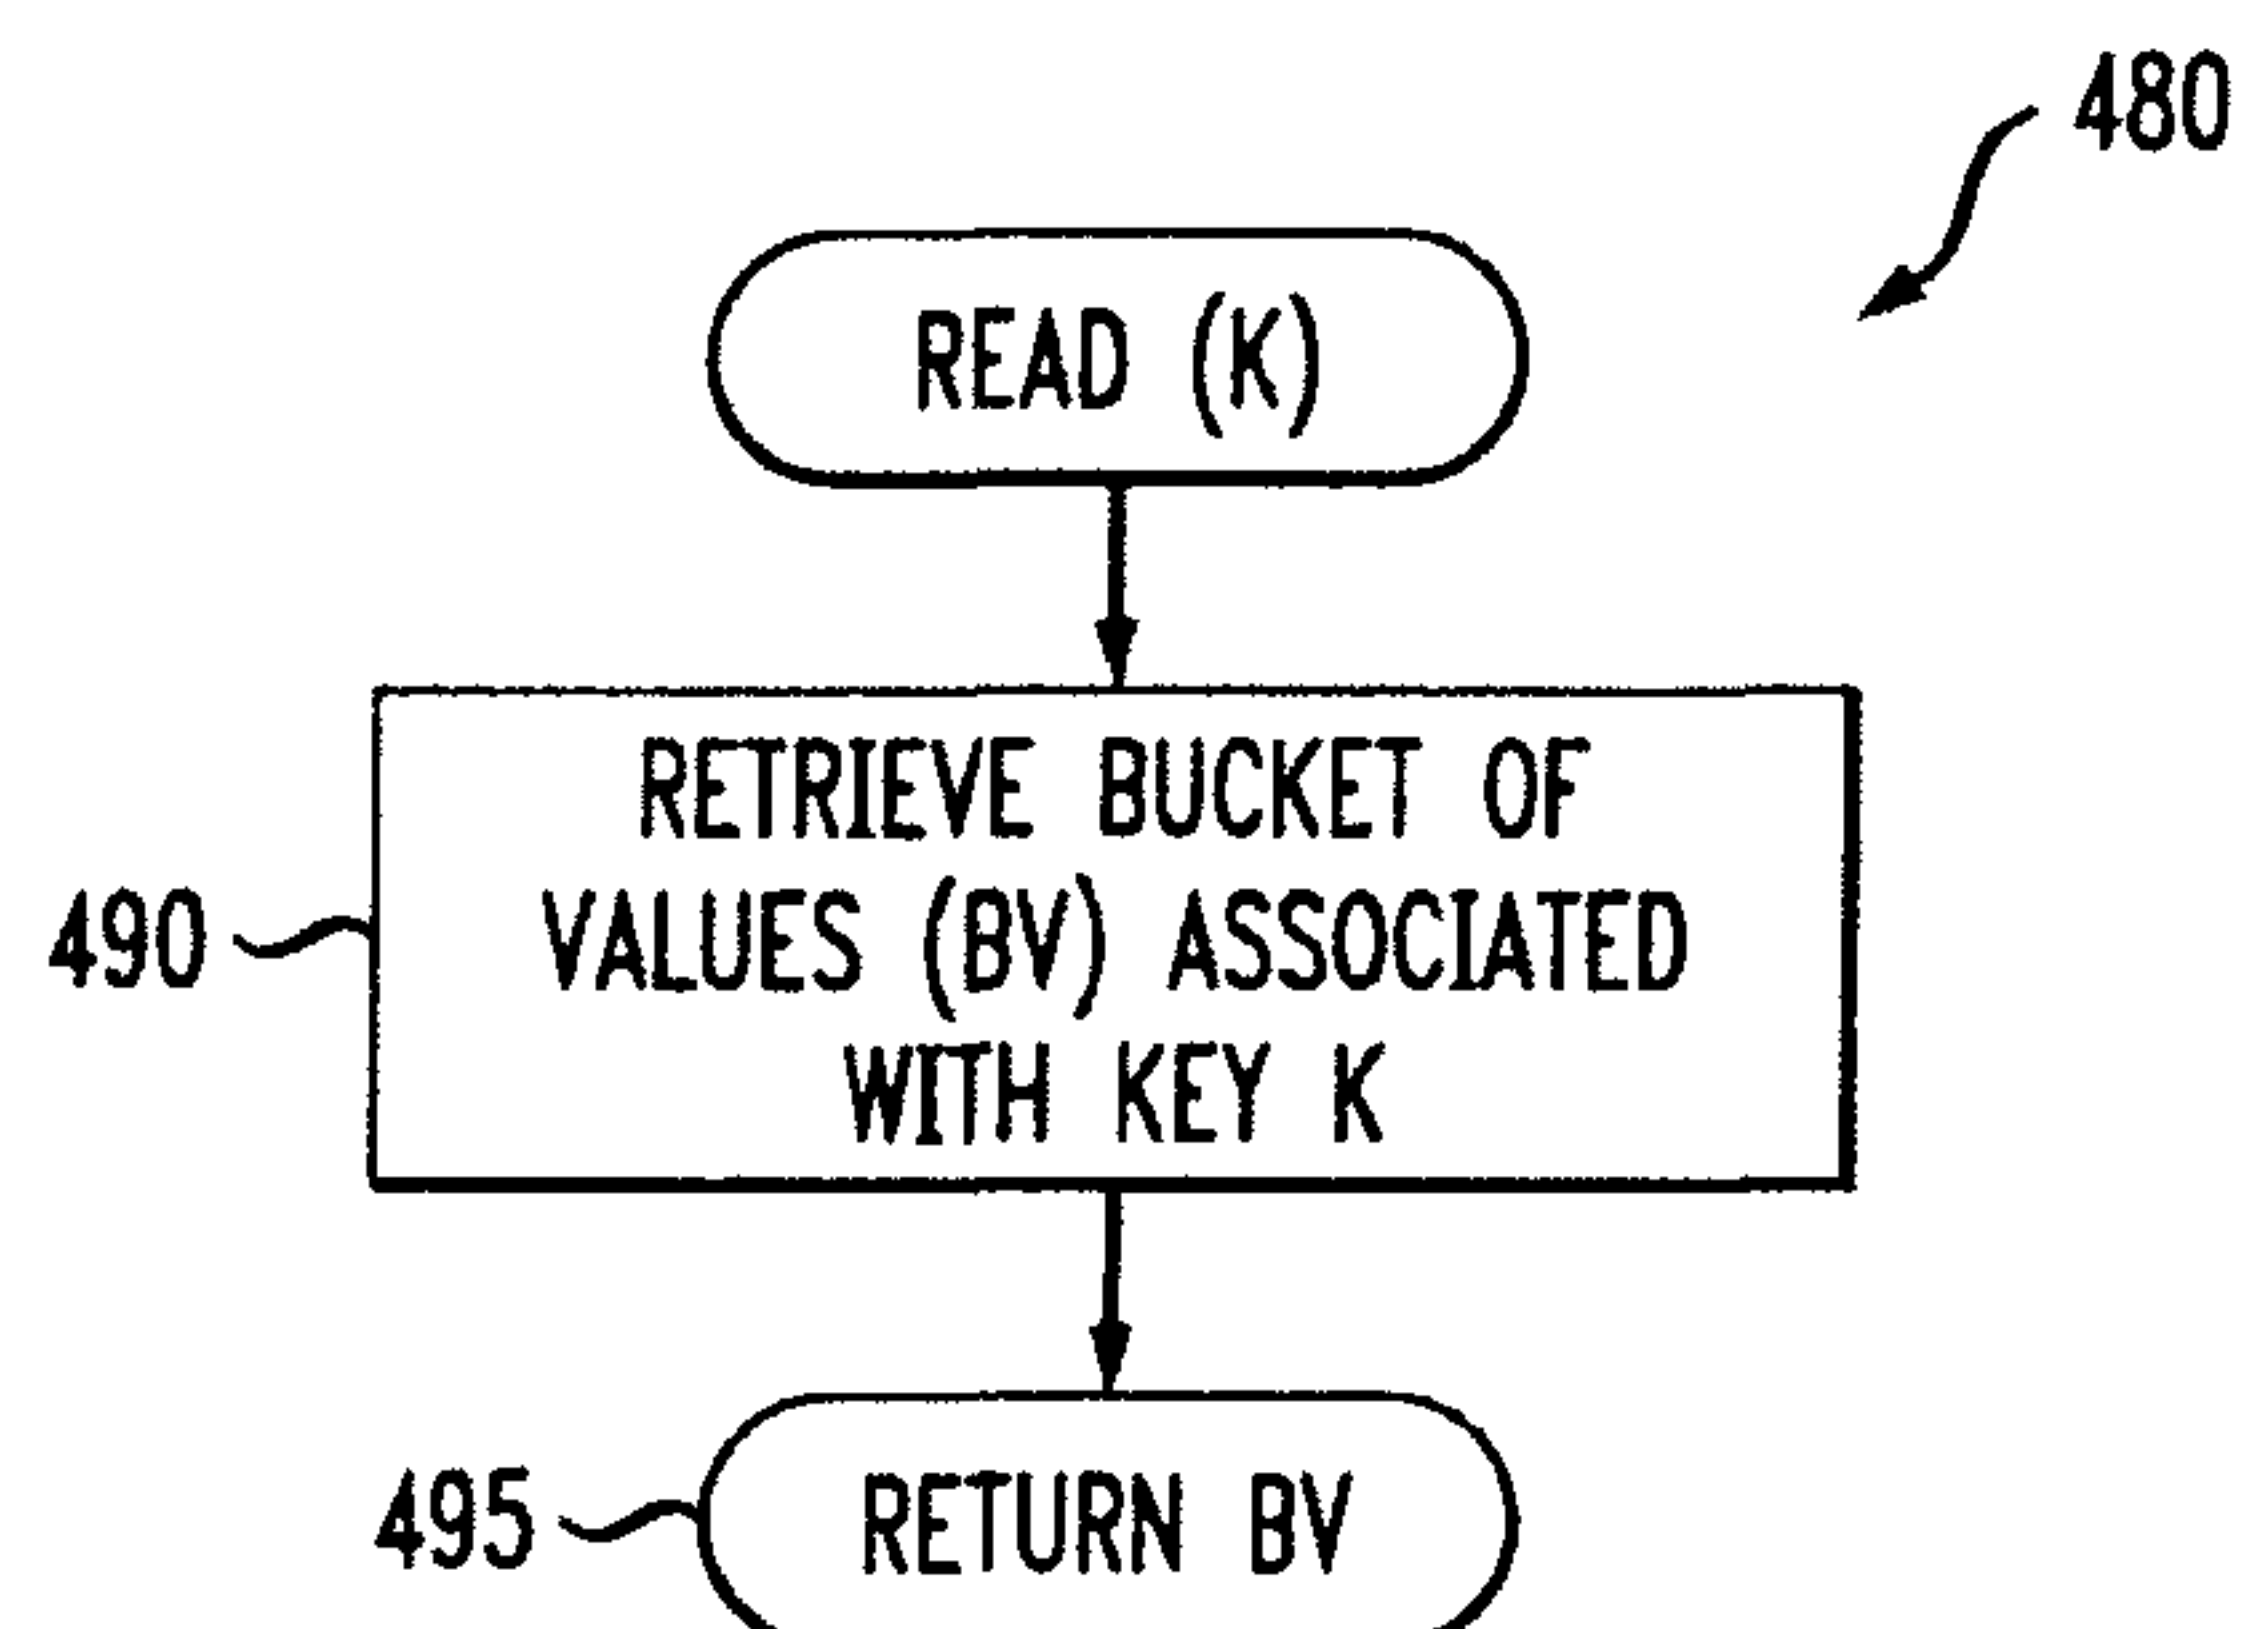 480
READ (K)
RETRIEVE BUCKET OF
490
VALUES (BV) ASSOCIATED
WITH KEY K
495
RETURN BV